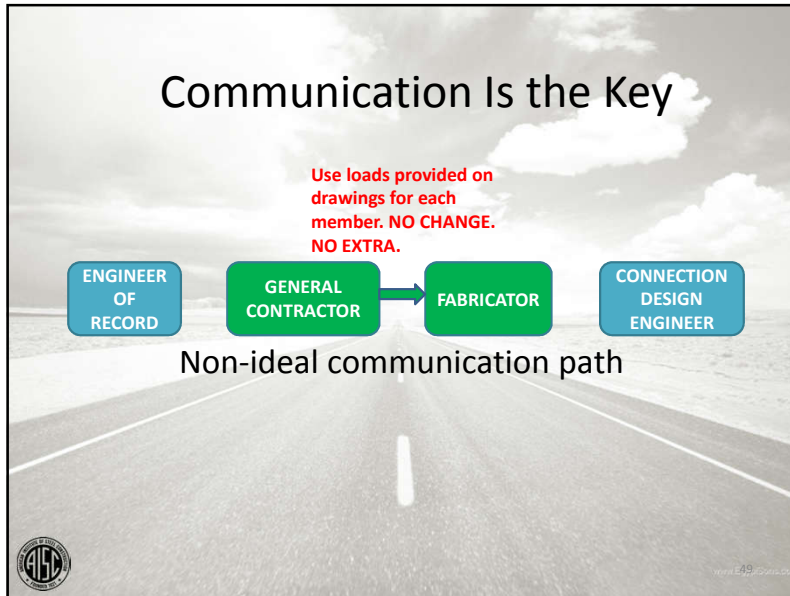 Communication Is the Key
Use loads provided on
drawings for each
member. NO CHANGE.
NO EXTRA.
ENGINEER
OF
RECORD
GENERAL
CONTRACTOR
FABRICATOR
CONNECTION
DESIGN
ENGINEER
Non-ideal communication path
AISC
49